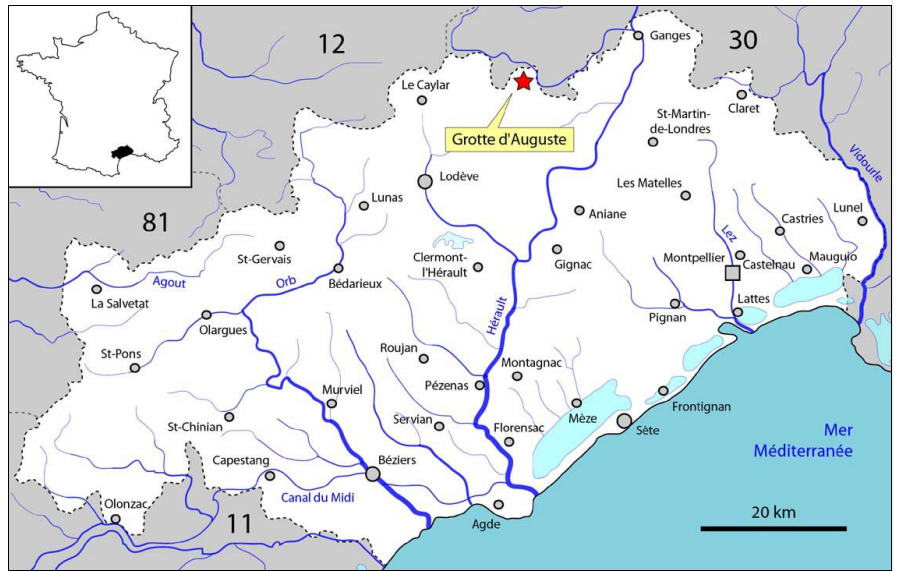 12
30
Ganges
Le Caylar
Claret
St-Martin-
de-Londres
Grotte d'Auguste
Vidourle
Lodève
Les Matelles
Lunas
Lunel
Aniane
81
Castries
Lez
St-Gervais
Clermont-
l'Hérault
Gignac
Montpellier
Castelnau
Mauguio
Agout
Orb
Bédarieux
La Salvetat
Lattes
Hérault
Pignan
Olargues
St-Pons
Roujan
Montagnac
Pézenas
Murviel
Frontignan
Mèze
St-Chinian
Servian
Florensac
Sète
Mer
Méditerranée
Capestang
Béziers
Canal du Midi
Olonzac
11
Agde
20 km